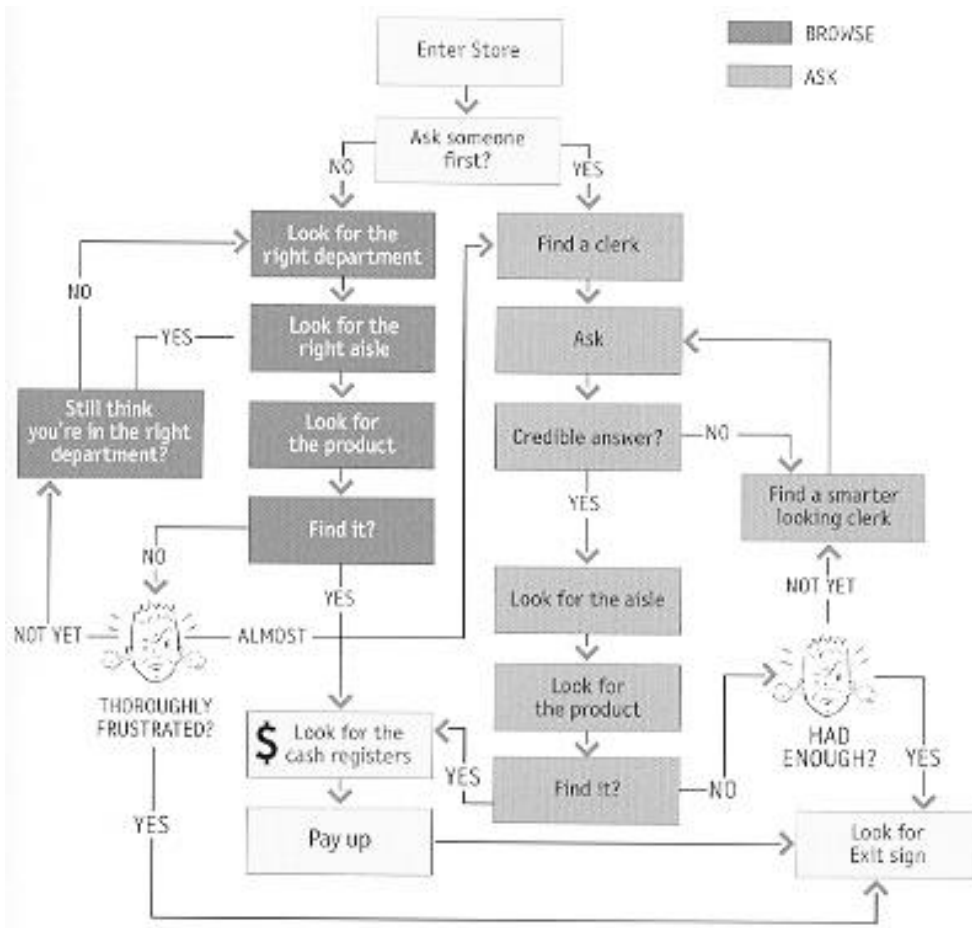 Enter Store
BROWSE
ASK
Ask someone
first?
NO
YES
Look for the
right department
Find a clerk
NO
YES
Look for the
right aisle
Ask
Still think
you're in the right
department?
Look for
the product
Credible answer?
NO
YES
Find a smarter
looking clerk
Find it?
NO
YES
NOT YET
Look for the aisle
NOT YET
ALMOST
THOROUGHLY
FRUSTRATED?
Look for
the product
HAD
ENOUGH?
YES
$ Look for the
cash registers
YES
Find it?
NO
YES
Pay up
Look for
Exit sign